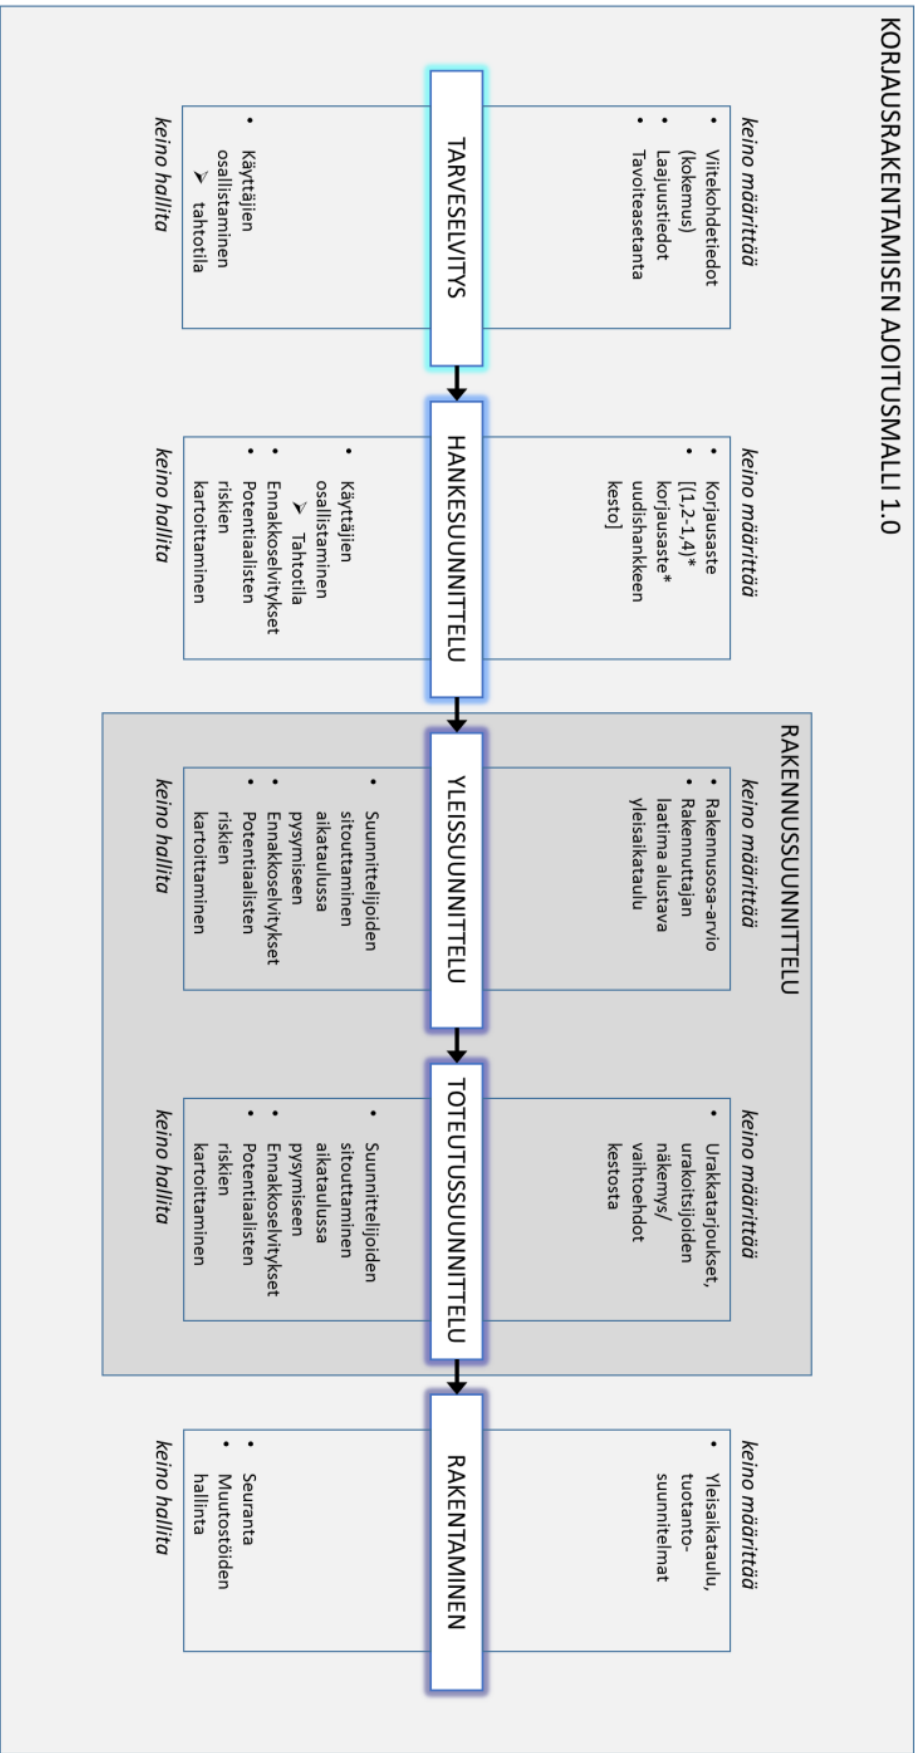 KORJAUSRAKENTAMISEN AJOITUSMALLI 1.0
keino määrittää
• Viitekohdetiedot
(kokemus)
• Laajuustiedot
• Tavoiteasetanta
TARVESELVITYS
• Käyttäjien
osallistaminen
➢ tahtotila
keino hallita
keino määrittää
• Korjausaste
• [(1,2-1,4)*
korjausaste*
uudishankkeen
kesto]
HANKESUUNNITTELU
• Käyttäjien
osallistaminen
➢ Tahtotila
• Ennakkoselvitykset
• Potentiaalisten
riskien
kartoittaminen
keino hallita
RAKENNUSSUUNNITTELU
keino määrittää
• Rakennusosa-arvio
• Rakennuttajan
laatima alustava
yleisaikataulu
YLEISSUUNNITTELU
• Suunnittelijoiden
sitouttaminen
aikataulussa
pysymiseen
• Ennakkoselvitykset
• Potentiaalisten
riskien
kartoittaminen
keino hallita
keino määrittää
• Urakkatarjoukset,
urakoitsijoiden
näkemys/
vaihtoehdot
kestosta
TOTEUTUSSUUNNITTELU
• Suunnittelijoiden
sitouttaminen
aikataulussa
pysymiseen
• Ennakkoselvitykset
• Potentiaalisten
riskien
kartoittaminen
keino hallita
keino määrittää
• Yleisaikataulu,
tuotanto-
suunnitelmat
RAKENTAMINEN
• Seuranta
• Muutostöiden
hallinta
keino hallita